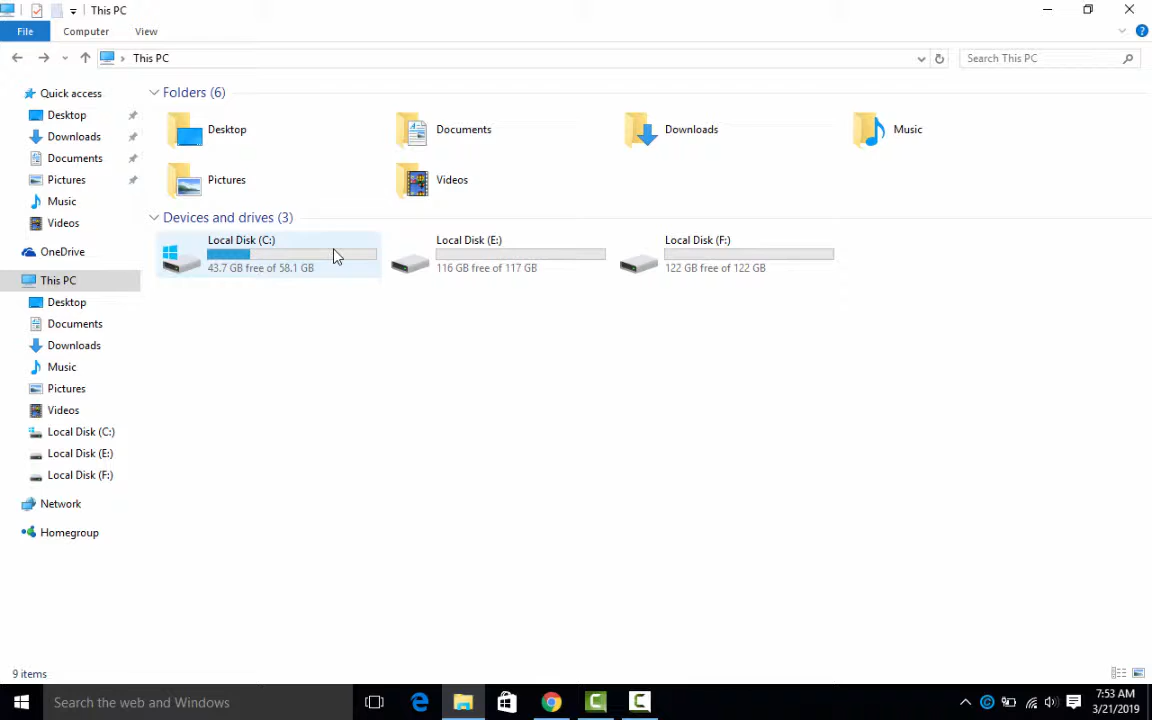 This PC
File Computer View
This PC
Search This PC
Quick access
Desktop
Downloads
Documents
Pictures
Music
Videos
OneDrive
This PC
Desktop
Documents
Downloads
Music
Pictures
Videos
Local Disk (C:)
Local Disk (E:)
Local Disk (F:)
Network
Homegroup
Folders (6)
Desktop
Documents
Downloads
Music
Pictures
Videos
Devices and drives (3)
Local Disk (C:)
43.7 GB free of 58.1 GB
Local Disk (E:)
116 GB free of 117 GB
Local Disk (F:)
122 GB free of 122 GB
9 items
Search the web and Windows
7:53 AM
3/21/2019